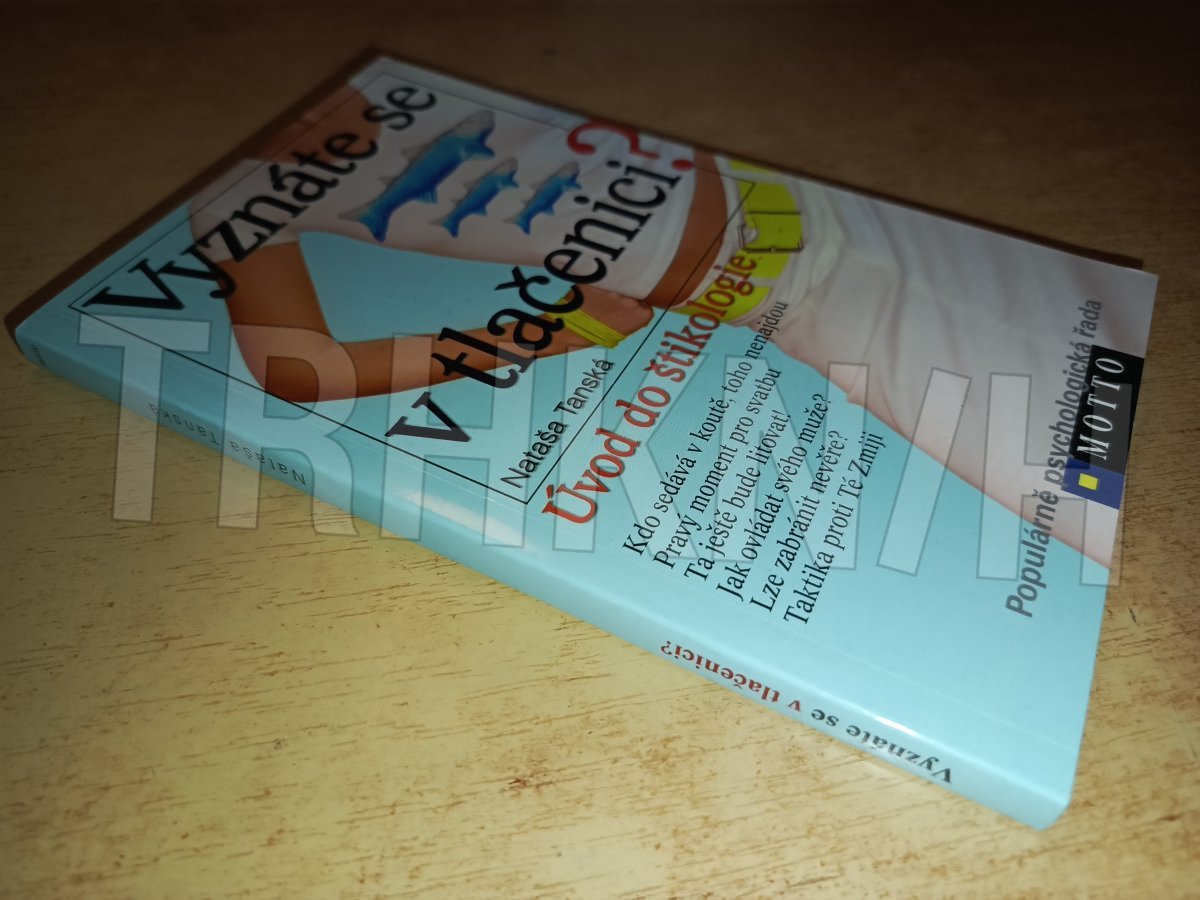 Vyznáte se
v tlačenici?
Nataša Tanská
Úvod do štikologie
Kdo sedává v koutě, toho nenajdou
Pravý moment pro svatbu
Ta ještě bude litovat!
Jak ovládat svého muže?
Lze zabránit nevěře?
Taktika proti Té Zmiji
Populárně psychologická řada
MOTTO
Vyznáte se v tlačenici?
Nataša Tanská